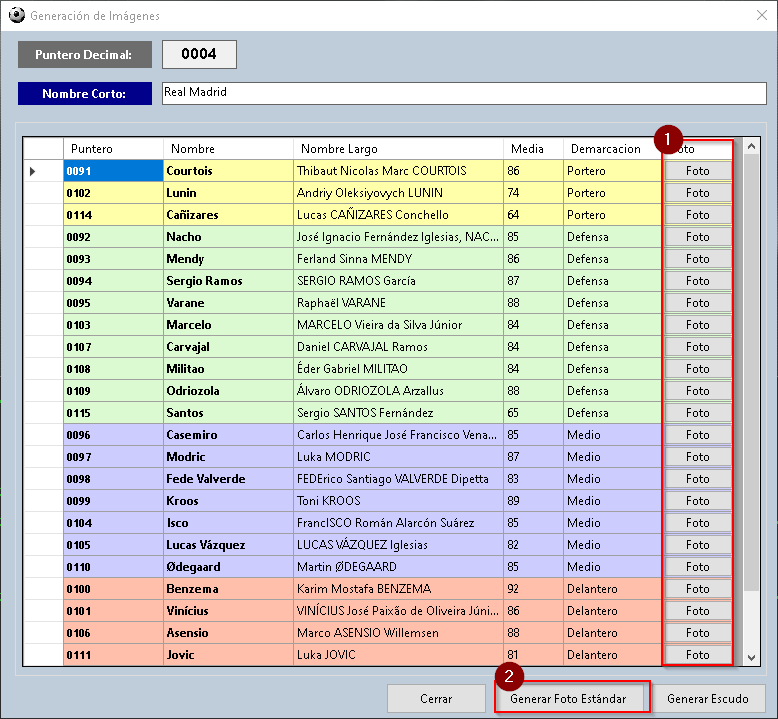 Generación de Imágenes
Puntero Decimal: 0004
Nombre Corto: Real Madrid
1
Puntero Nombre Nombre Largo Media Demarcacion oto
0091 Courtois Thibaut Nicolas Marc COURTOIS 86 Portero Foto
0102 Lunin Andriy Oleksiyovych LUNIN 74 Portero Foto
0114 Cañizares Lucas CAÑIZARES Conchello 64 Portero Foto
0092 Nacho José Ignacio Fernández Iglesias, NAC... 85 Defensa Foto
0093 Mendy Ferland Sinna MENDY 86 Defensa Foto
0094 Sergio Ramos SERGIO RAMOS García 87 Defensa Foto
0095 Varane Raphaël VARANE 88 Defensa Foto
0103 Marcelo MARCELO Vieira da Silva Júnior 84 Defensa Foto
0107 Carvajal Daniel CARVAJAL Ramos 84 Defensa Foto
0108 Militao Éder Gabriel MILITAO 84 Defensa Foto
0109 Odriozola Álvaro ODRIOZOLA Arzallus 88 Defensa Foto
0115 Santos Sergio SANTOS Fernández 65 Defensa Foto
0096 Casemiro Carlos Henrique José Francisco Vena... 85 Medio Foto
0097 Modric Luka MODRIC 87 Medio Foto
0098 Fede Valverde FEDErico Santiago VALVERDE Dipetta 83 Medio Foto
0099 Kroos Toni KROOS 89 Medio Foto
0104 Isco FrancISCO Román Alarcón Suárez 85 Medio Foto
0105 Lucas Vázquez LUCAS VÁZQUEZ Iglesias 82 Medio Foto
0110 Ødegaard Martin ØDEGAARD 85 Medio Foto
0100 Benzema Karim Mostafa BENZEMA 92 Delantero Foto
0101 Vinícius VINÍCIUS José Paixão de Oliveira Júni... 86 Delantero Foto
0106 Asensio Marco ASENSIO Willemsen 88 Delantero Foto
0111 Jovic Luka JOVIC 81 Delantero Foto
2
Cerrar Generar Foto Estándar Generar Escudo